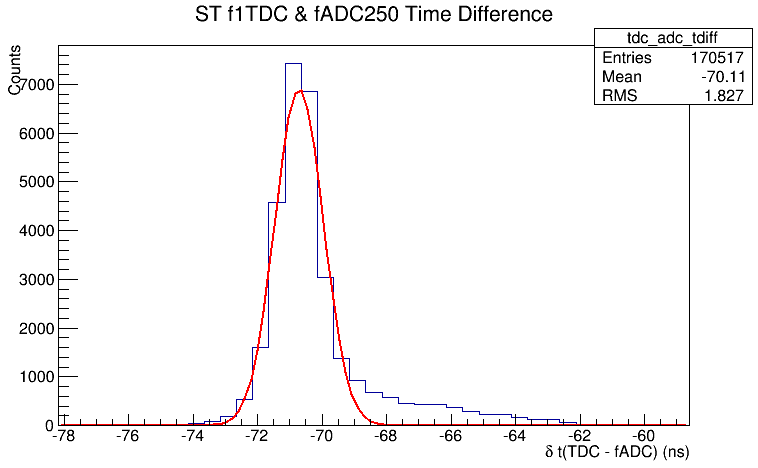 ST f1TDC & fADC250 Time Difference
tdc_adc_tdiff
Entries 170517
Mean -70.11
RMS 1.827
Counts
7000
6000
5000
4000
3000
2000
1000
0
-78 -76 -74 -72 -70 -68 -66 -64 -62 -60
δ t(TDC - fADC) (ns)